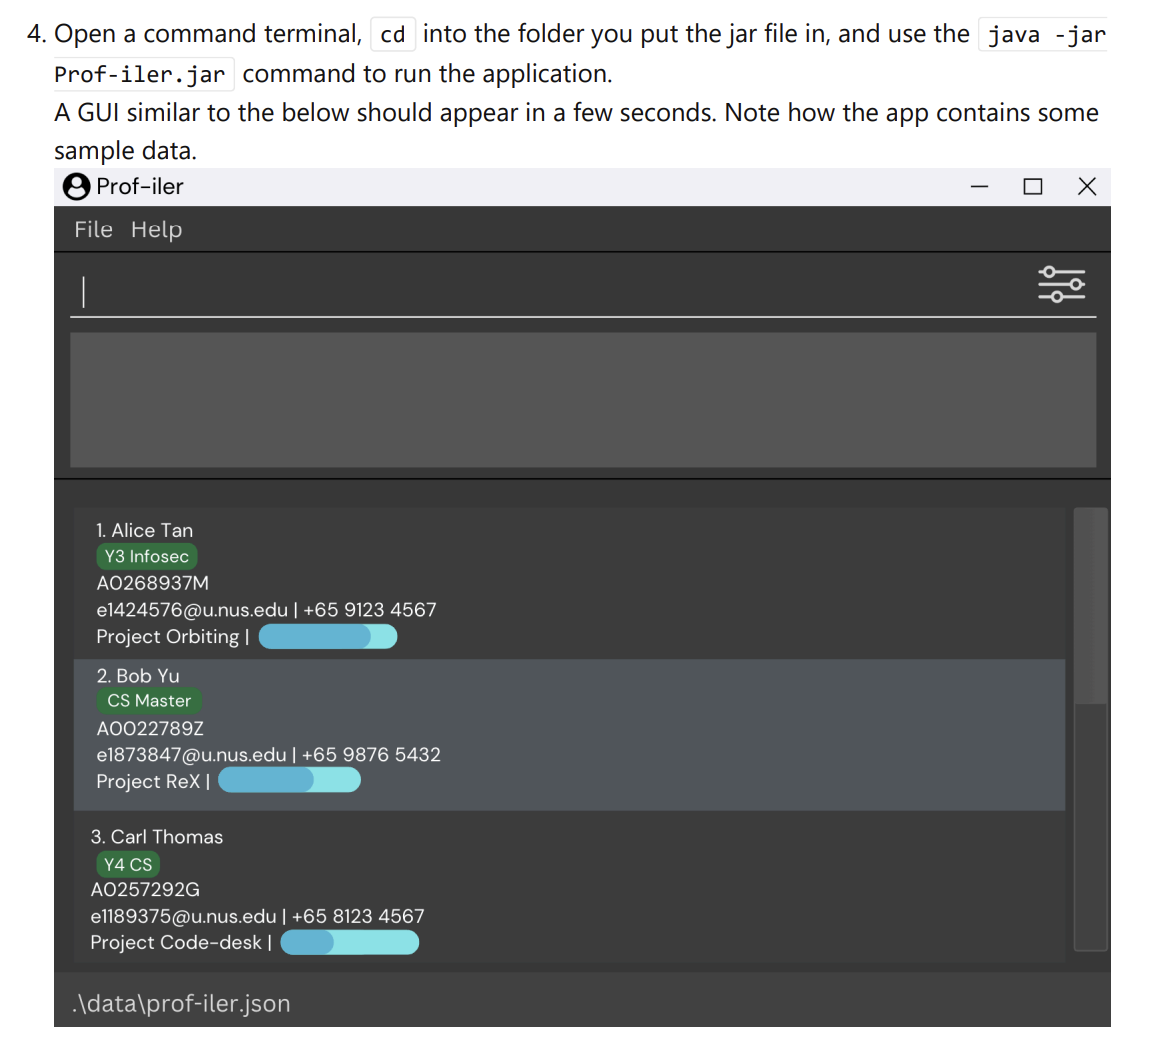 4. Open a command terminal, cd into the folder you put the jar file in, and use the java -jar
Prof-iler.jar command to run the application.
A GUI similar to the below should appear in a few seconds. Note how the app contains some
sample data.
Prof-iler
File Help
1. Alice Tan
Y3 Infosec
A0268937M
e1424576@u.nus.edu | +65 9123 4567
Project Orbiting |
2. Bob Yu
CS Master
A0022789Z
e1873847@u.nus.edu | +65 9876 5432
Project ReX |
3. Carl Thomas
Y4 CS
A0257292G
e1189375@u.nus.edu | +65 8123 4567
Project Code-desk |
.\data\prof-iler.json